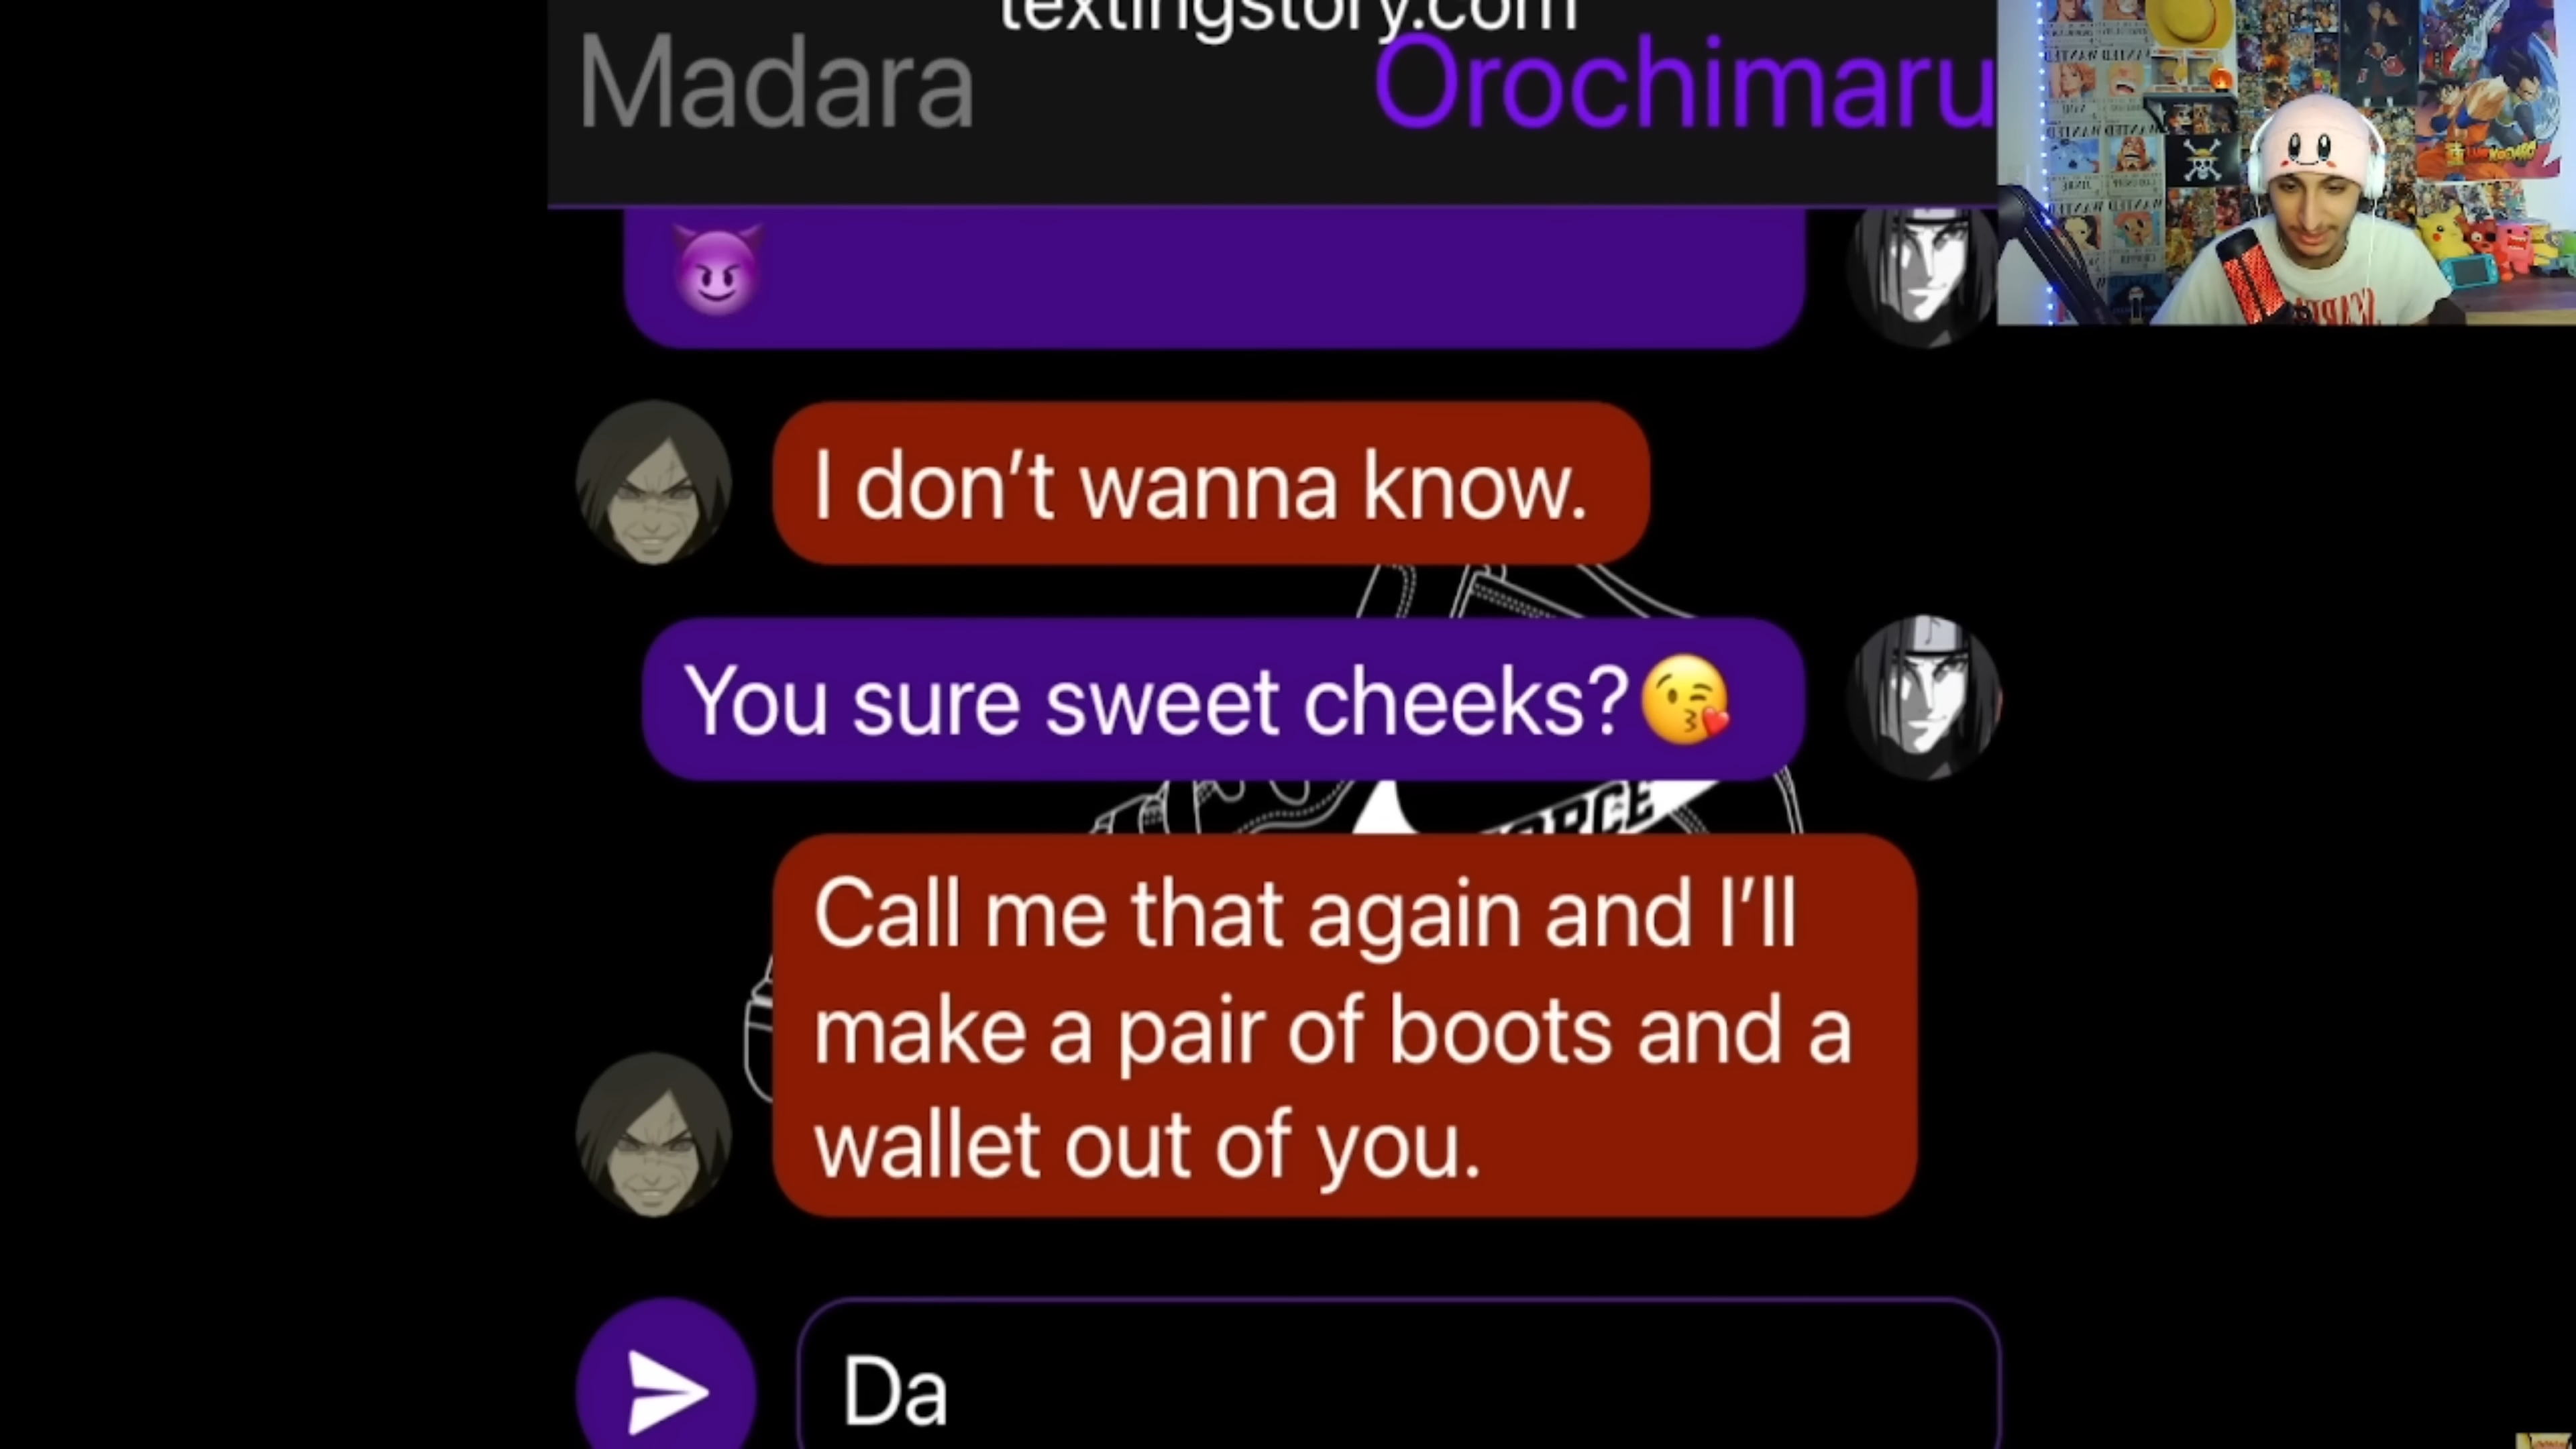 textingstory.com
Madara
Orochimaru
I don’t wanna know.
You sure sweet cheeks?😘
Call me that again and I’ll
make a pair of boots and a
wallet out of you.
Da